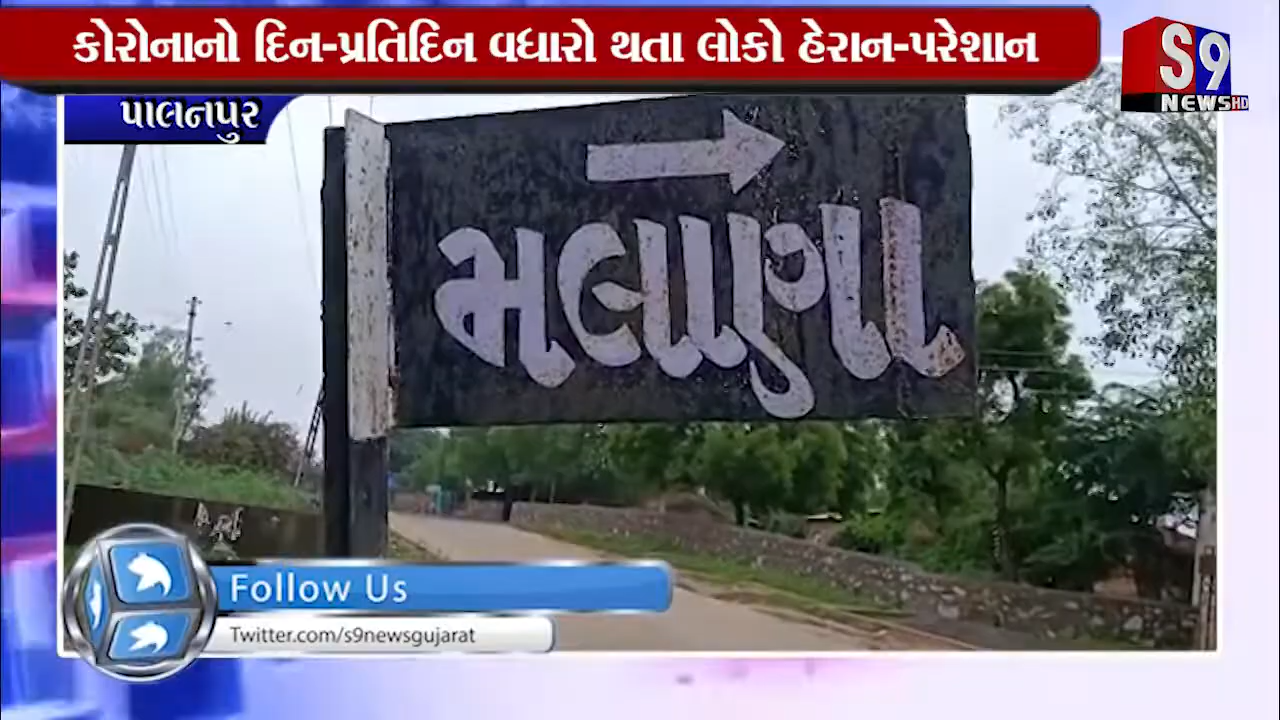 કોરોનાનો દિન-પ્રતિદિન વધારો થતા લોકો હેરાન-પરેશાન
S9
NEWS HD
પાલનપુર
મલાણા
Follow Us
Twitter.com/s9newsgujarat